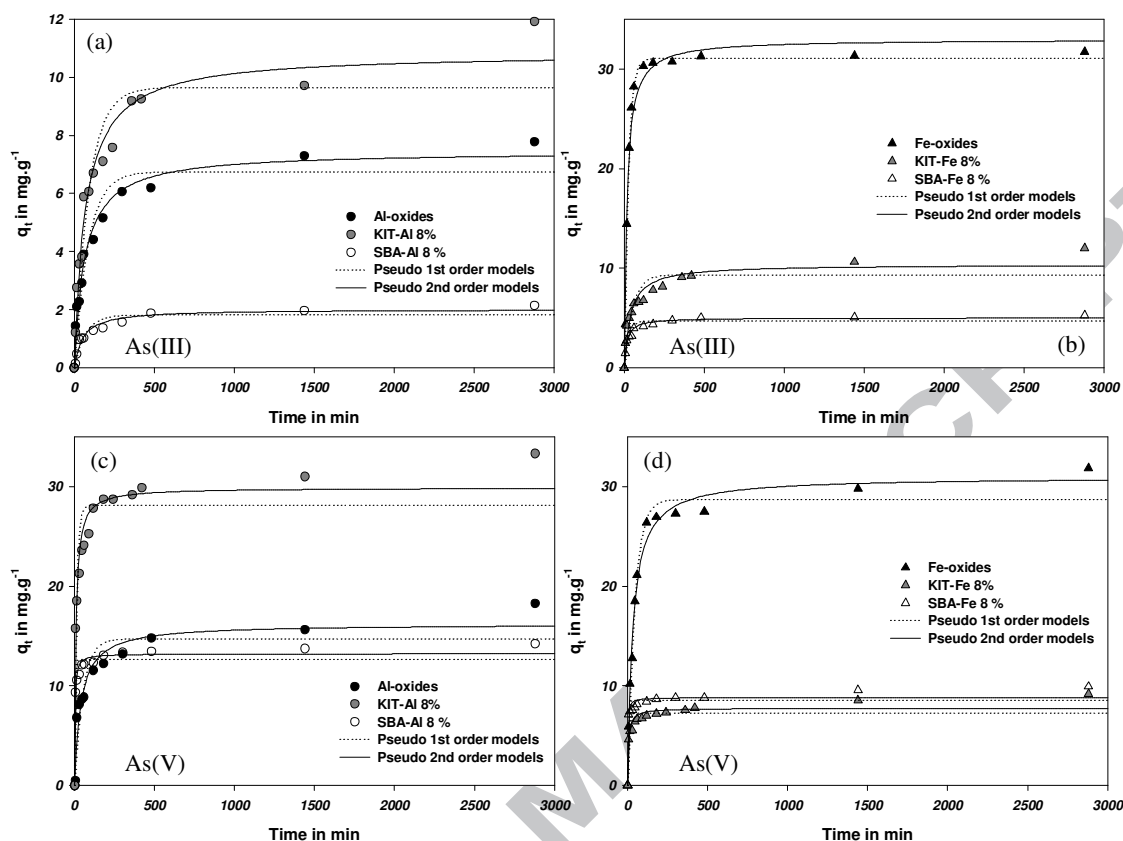 (a)
q_t in mg.g⁻¹
12
10
8
6
4
2
0
Al-oxides
KIT-Al 8%
SBA-Al 8 %
Pseudo 1st order models
Pseudo 2nd order models
As(III)
0 500 1000 1500 2000 2500 3000
Time in min
q_t in mg.g⁻¹
30
20
10
0
Fe-oxides
KIT-Fe 8%
SBA-Fe 8 %
Pseudo 1st order models
Pseudo 2nd order models
As(III)
(b)
0 500 1000 1500 2000 2500 3000
Time in min
(c)
q_t in mg.g⁻¹
30
20
10
0
Al-oxides
KIT-Al 8%
SBA-Al 8 %
Pseudo 1st order models
Pseudo 2nd order models
As(V)
0 500 1000 1500 2000 2500 3000
Time in min
(d)
q_t in mg.g⁻¹
30
20
10
0
Fe-oxides
KIT-Fe 8%
SBA-Fe 8 %
Pseudo 1st order models
Pseudo 2nd order models
As(V)
0 500 1000 1500 2000 2500 3000
Time in min